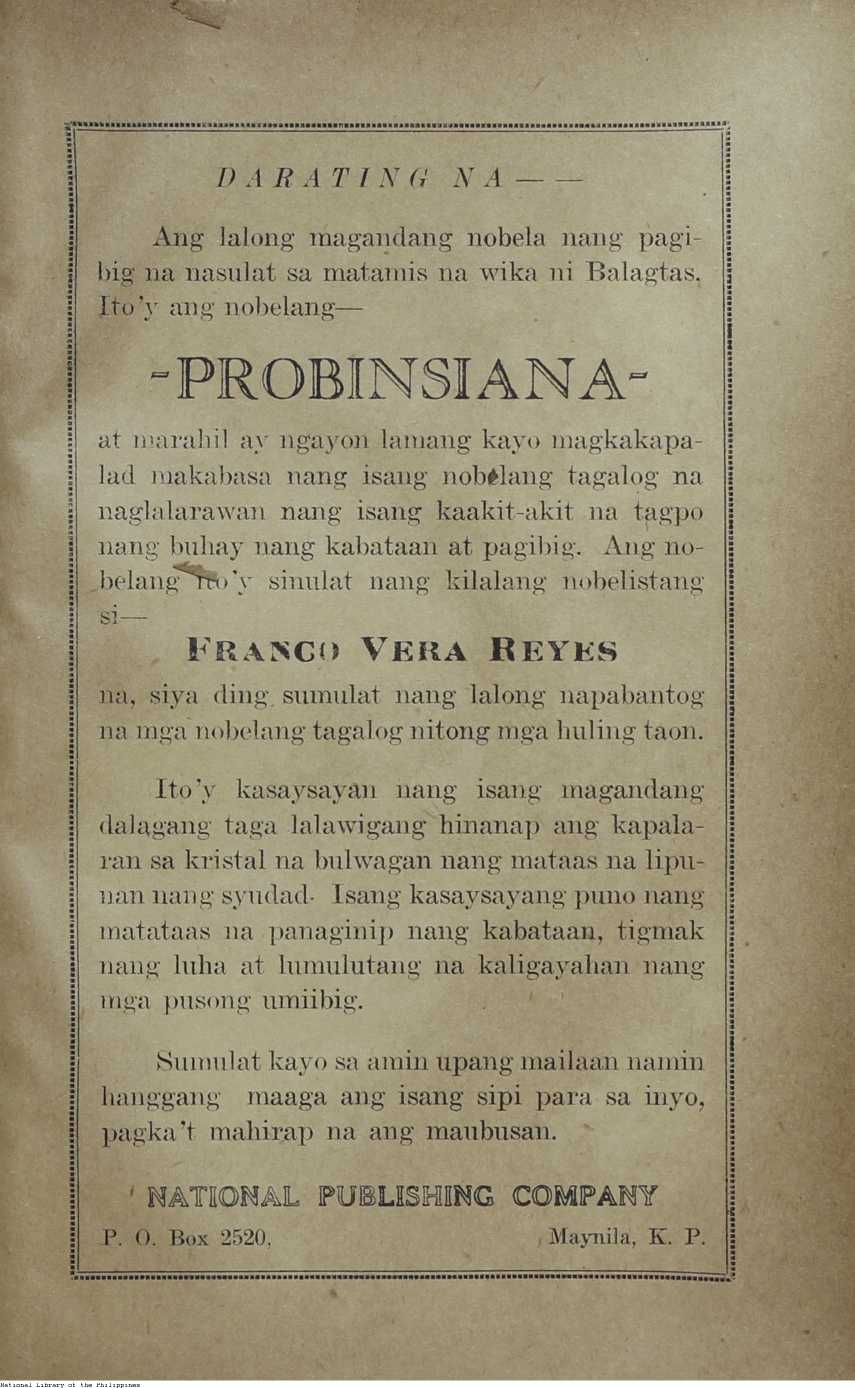 DARATING NA — —
Ang lalong magandang nobela nang pagi-
big na nasulat sa matamis na wika ni Balagtas.
Ito'y ang nobelang—
-PROBINSIANA-
at marahil ay ngayon lamang kayo magkakapa-
lad makabasa nang isang nobelang tagalog na
naglalarawan nang isang kaakit-akit na tagpo
nang buhay nang kabataan at pagibig. Ang no-
belang ito'y sinulat nang kilalang nobelistang
si—
FRANCO VERA REYES
na, siya ding sumulat nang lalong napabantog
na mga nobelang tagalog nitong mga huling taon.
Ito'y kasaysayan nang isang magandang
dalagang taga lalawigang hinanap ang kapala-
ran sa kristal na bulwagan nang mataas na lipu-
nan nang syudad. Isang kasaysayang puno nang
matataas na panaginip nang kabataan, tigmak
nang luha at lumulutang na kaligayahan nang
mga pusong umiibig.
Sumulat kayo sa amin upang mailaan namin
hanggang maaga ang isang sipi para sa inyo,
pagka't mahirap na ang maubusan.
NATIONAL PUBLISHING COMPANY
P. O. Box 2520, Maynila, K. P.
National Library of the Philippines